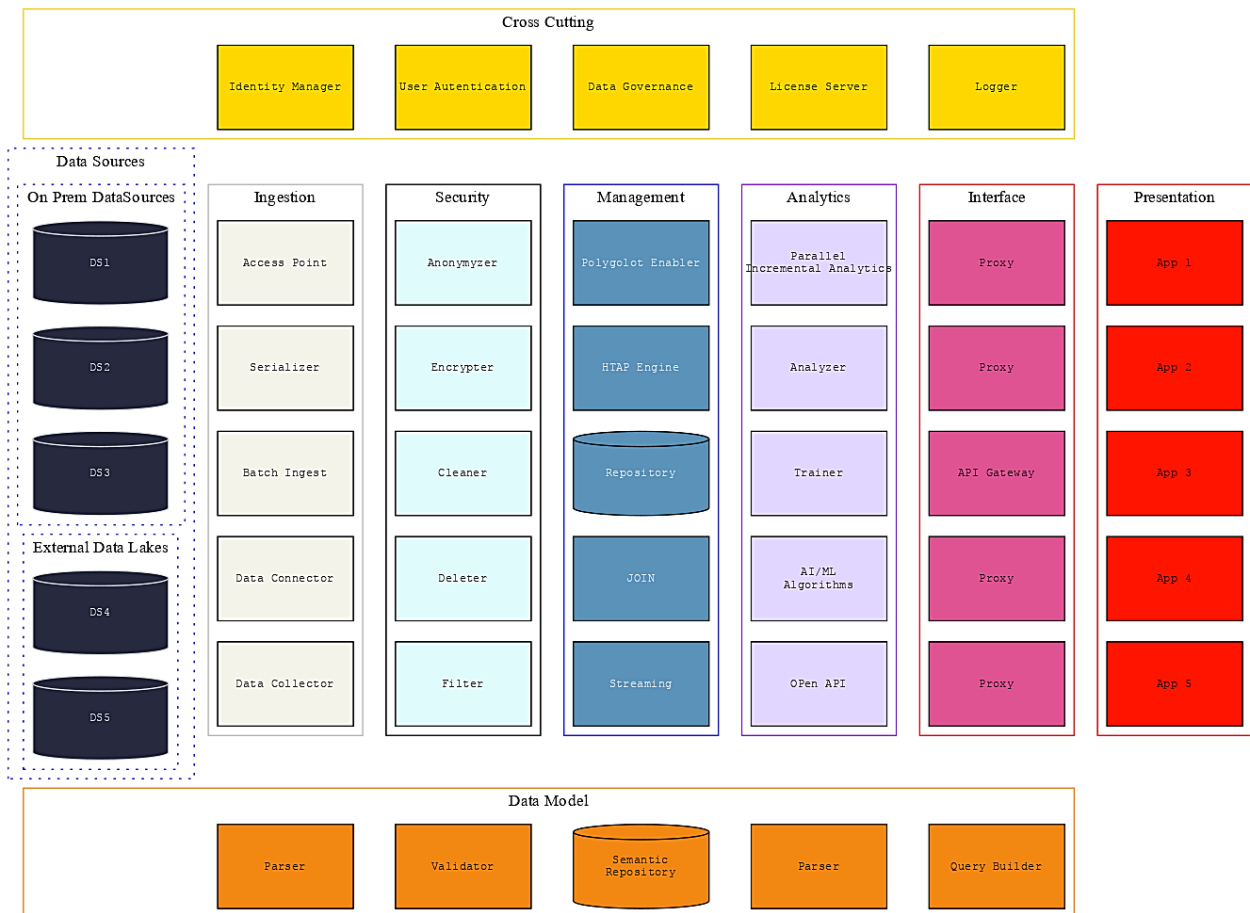 Cross Cutting
Identity Manager
User Autentication
Data Governance
License Server
Logger
Data Sources
On Prem DataSources
DS1
DS2
DS3
External Data Lakes
DS4
DS5
Ingestion
Access Point
Serializer
Batch Ingest
Data Connector
Data Collector
Security
Anonymyzer
Encrypter
Cleaner
Deleter
Filter
Management
Polygolot Enabler
HTAP Engine
Repository
JOIN
Streaming
Analytics
Parallel
Incremental Analytics
Analyzer
Trainer
AI/ML
Algorithms
OPen API
Interface
Proxy
Proxy
API Gateway
Proxy
Proxy
Presentation
App 1
App 2
App 3
App 4
App 5
Data Model
Parser
Validator
Semantic
Repository
Parser
Query Builder